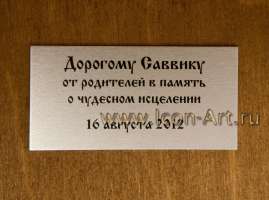 Дорогому Саввику
от родителей в память
о чудесном исцелении
16 августа 2012
www.Icon-Art.ru